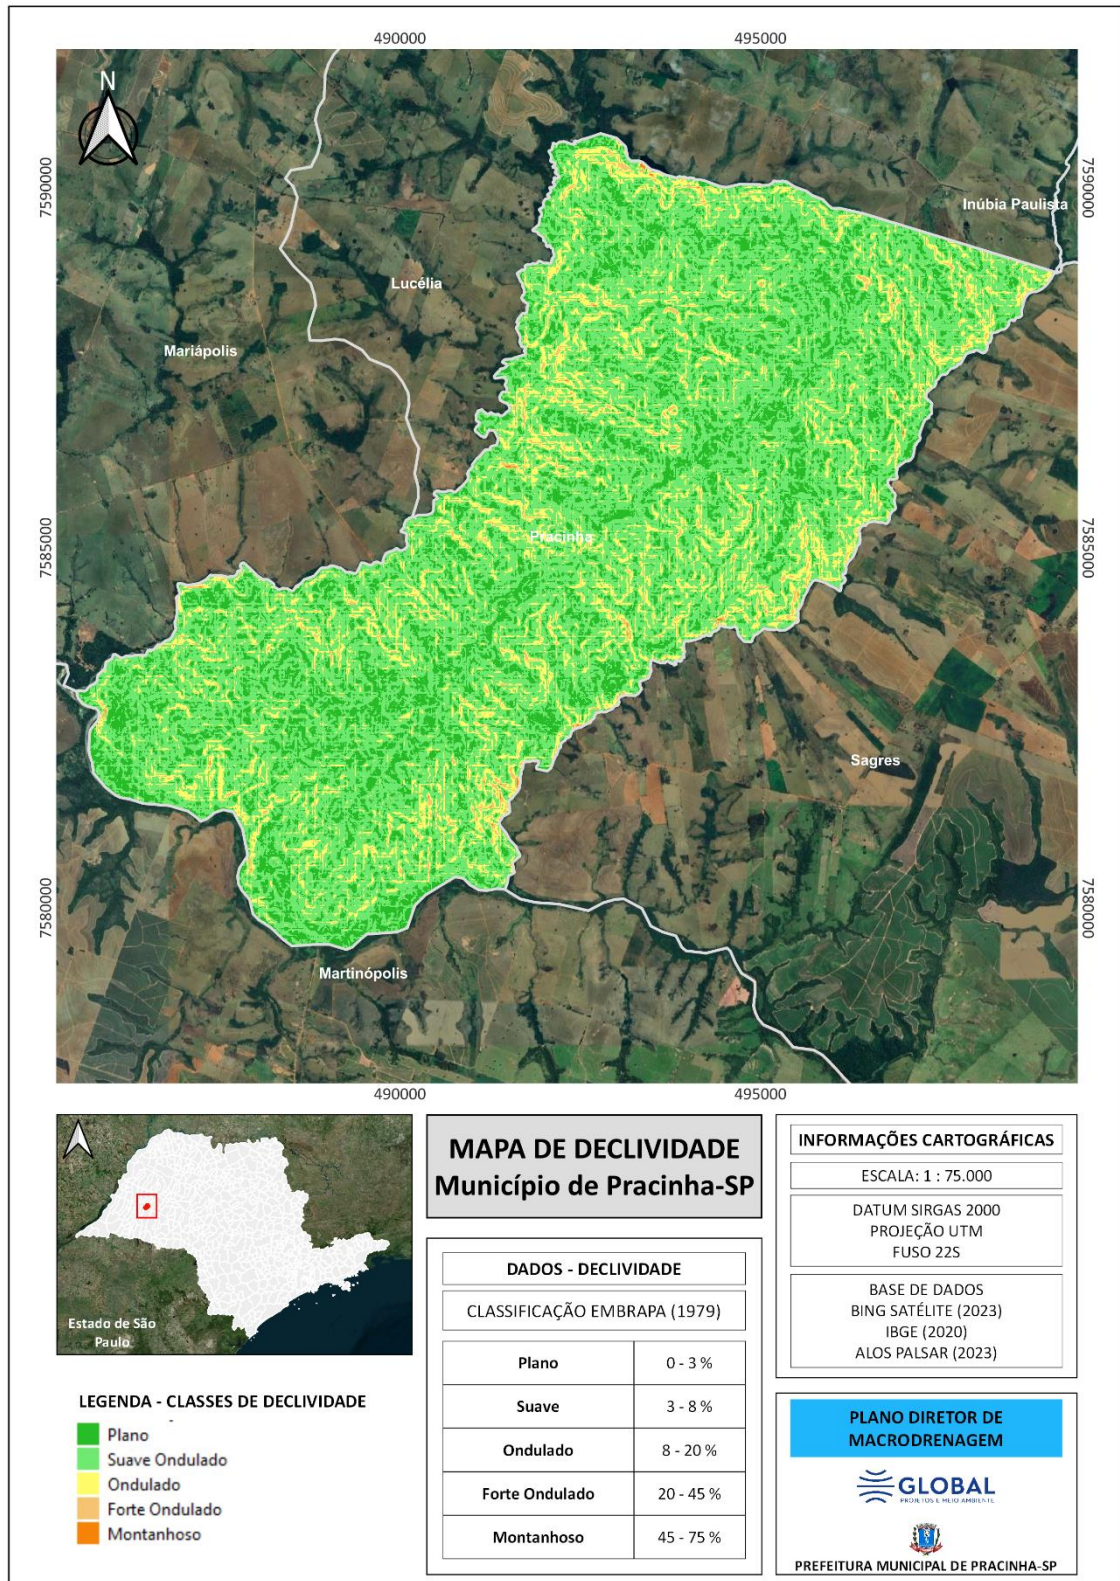 490000
495000
N
7590000
7590000
Inúbia Paulista
Lucélia
Mariápolis
7585000
Pracinha
7585000
Sagres
7580000
7580000
Martinópolis
490000
495000
Estado de São
Paulo
MAPA DE DECLIVIDADE
Município de Pracinha-SP
INFORMAÇÕES CARTOGRÁFICAS
ESCALA: 1 : 75.000
DATUM SIRGAS 2000
PROJEÇÃO UTM
FUSO 22S
BASE DE DADOS
BING SATÉLITE (2023)
IBGE (2020)
ALOS PALSAR (2023)
DADOS - DECLIVIDADE
CLASSIFICAÇÃO EMBRAPA (1979)
Plano 0 - 3 %
Suave 3 - 8 %
Ondulado 8 - 20 %
Forte Ondulado 20 - 45 %
Montanhoso 45 - 75 %
LEGENDA - CLASSES DE DECLIVIDADE
-
Plano
Suave Ondulado
Ondulado
Forte Ondulado
Montanhoso
PLANO DIRETOR DE
MACRODRENAGEM
GLOBAL
PROJETOS E MEIO AMBIENTE
PREFEITURA MUNICIPAL DE PRACINHA-SP